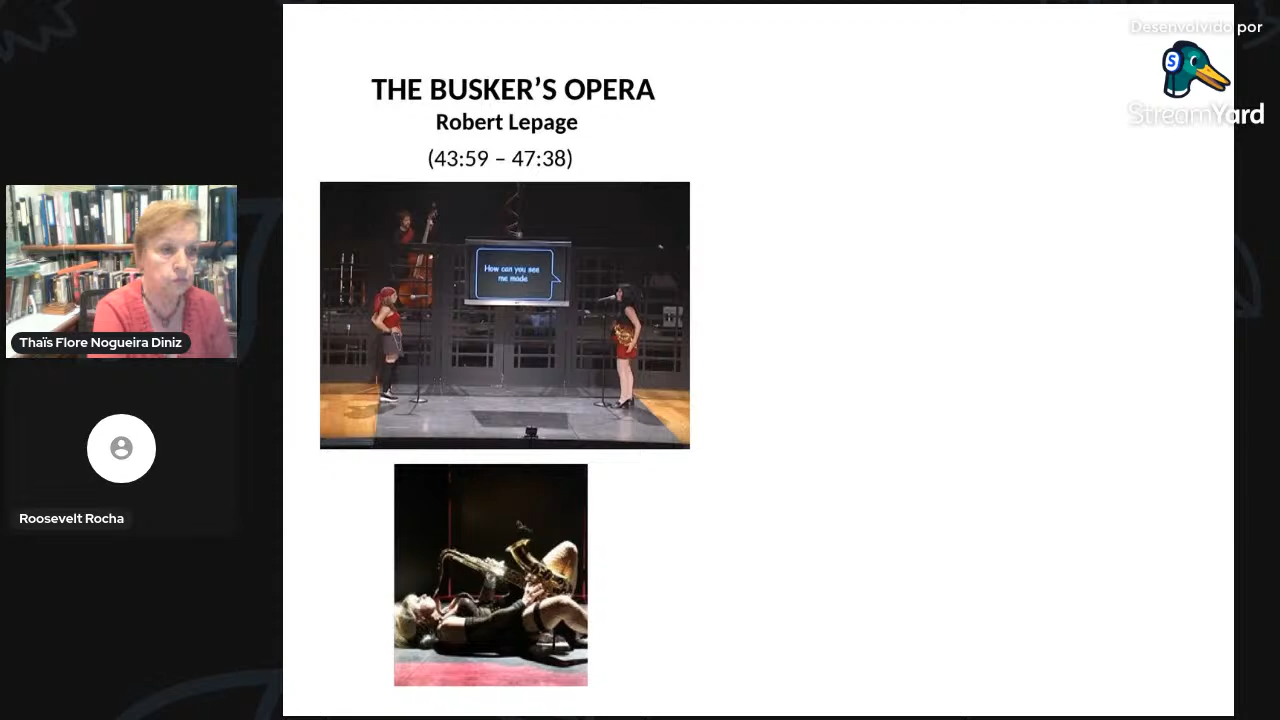 Desenvolvido por
StreamYard
THE BUSKER’S OPERA
Robert Lepage
(43:59 – 47:38)
How can you see
me made
Thaïs Flore Nogueira Diniz
Roosevelt Rocha